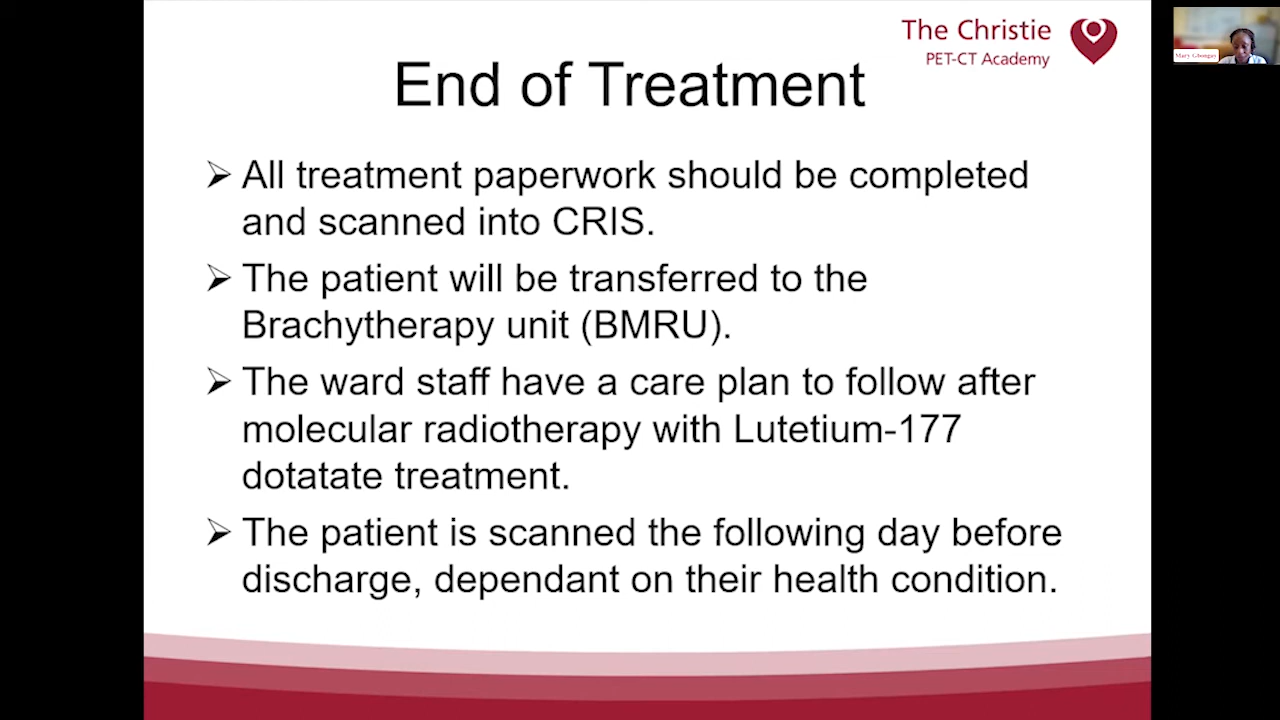 The Christie
PET-CT Academy
End of Treatment
➢ All treatment paperwork should be completed
and scanned into CRIS.
➢ The patient will be transferred to the
Brachytherapy unit (BMRU).
➢ The ward staff have a care plan to follow after
molecular radiotherapy with Lutetium-177
dotatate treatment.
➢ The patient is scanned the following day before
discharge, dependant on their health condition.